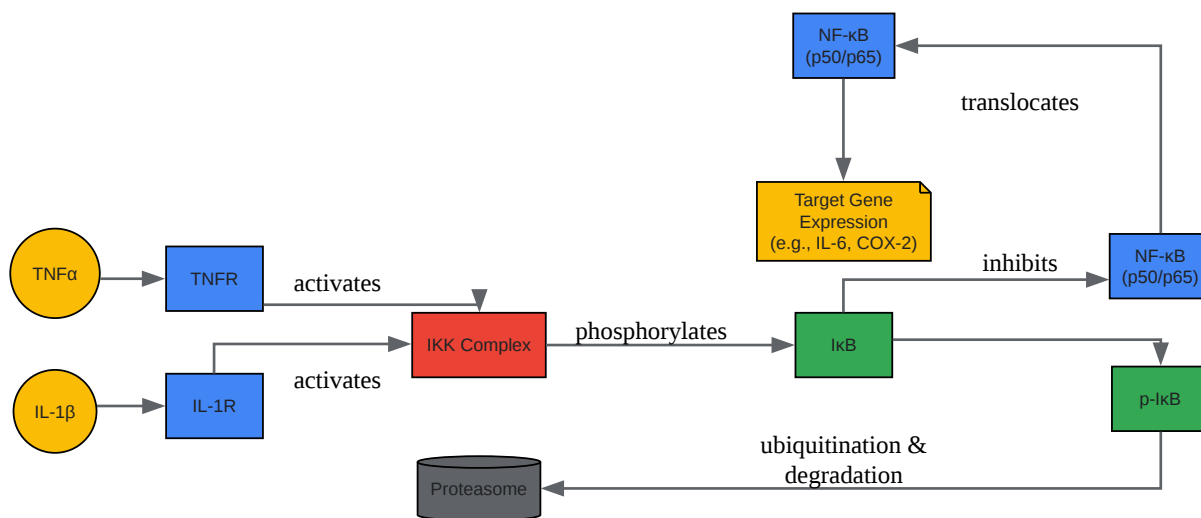 NF-κB
(p50/p65)
translocates
Target Gene
Expression
(e.g., IL-6, COX-2)
TNFα
TNFR
activates
inhibits
NF-κB
(p50/p65)
IKK Complex
phosphorylates
IκB
IL-1β
IL-1R
activates
p-IκB
ubiquitination &
degradation
Proteasome